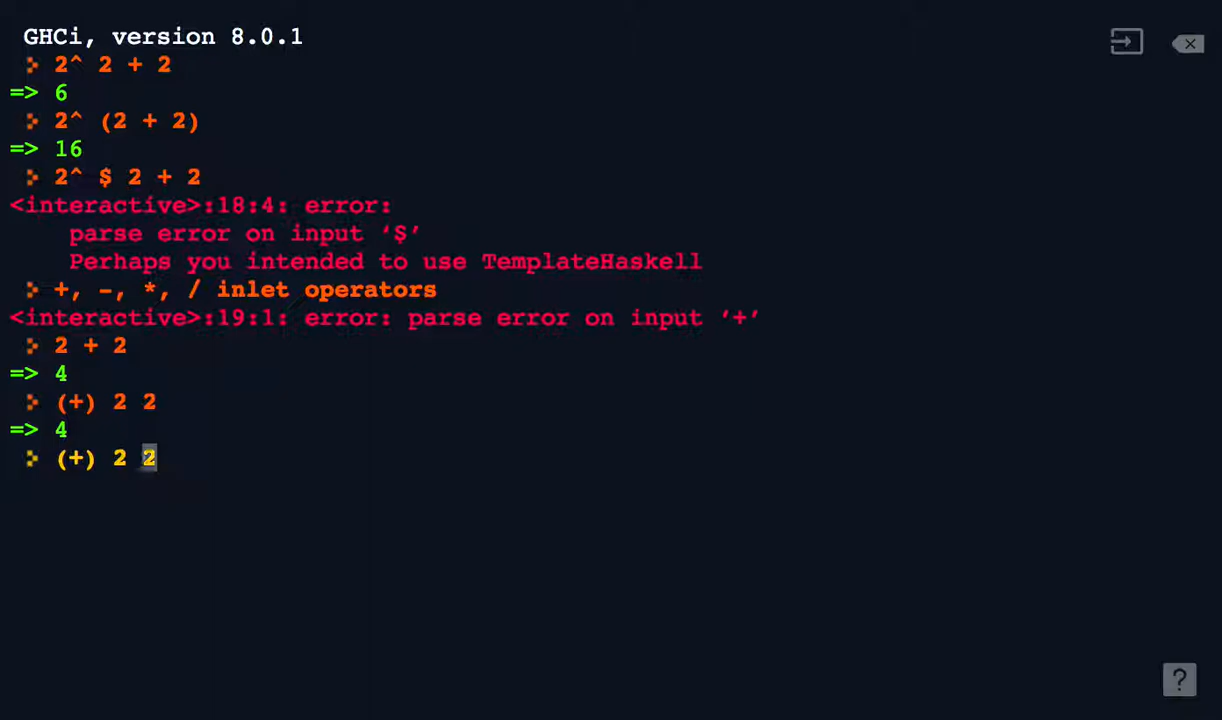 GHCi, version 8.0.1
2^ 2 + 2
=> 6
2^ (2 + 2)
=> 16
2^ $ 2 + 2
<interactive>:18:4: error:
parse error on input ‘$’
Perhaps you intended to use TemplateHaskell
+, -, *, / inlet operators
<interactive>:19:1: error: parse error on input ‘+’
2 + 2
=> 4
(+) 2 2
=> 4
(+) 2 2
?